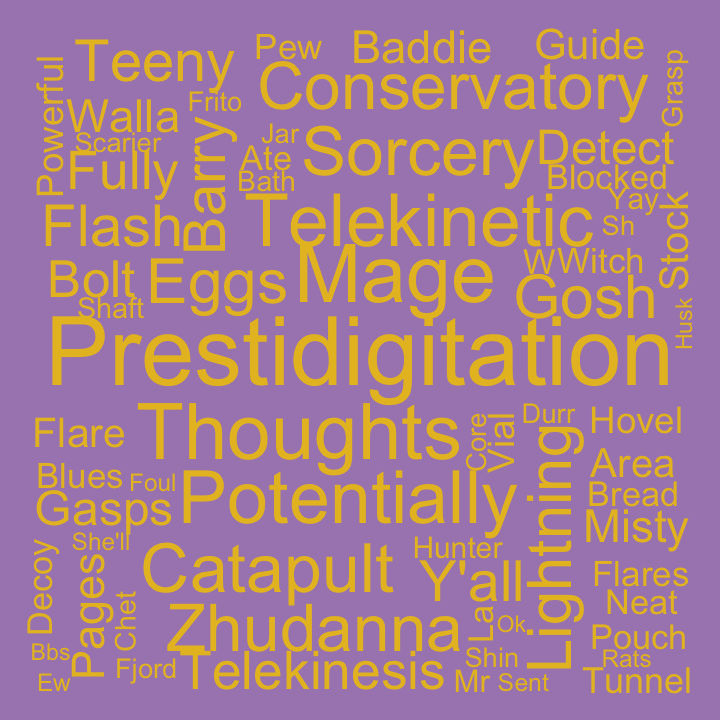 Teeny
Pew
Baddie
Guide
Powerful
Walla
Frito
Conservatory
Grasp
Scarier
Fully
Barry
Jar
Ate
Bath
Sorcery
Detect
Blocked
Yay
Flash
Telekinetic
Sh
Stock
Bolt
Shaft
Eggs
Mage
WWitch
Gosh
Husk
Prestidigitation
Flare
Thoughts
Core
Vial
Durr
Hovel
Blues
Foul
Gasps
Potentially
Lightning
Area
Bread
Misty
She'll
Decoy
Pages
Chet
Catapult
Hunter
Y'all
Flares
Neat
Zhudanna
La
Ok
Pouch
Bbs
Ew
Fjord
Telekinesis
Shin
Mr
Sent
Rats
Tunnel